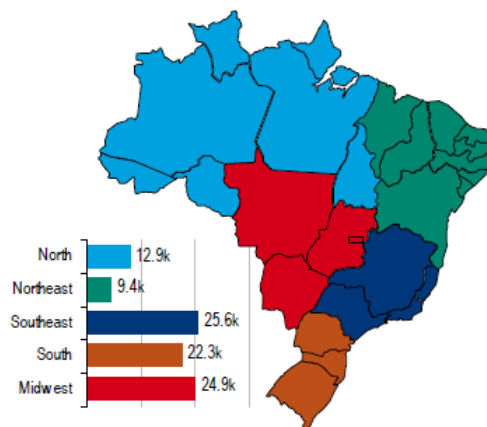 North 12.9k
Northeast 9.4k
Southeast 25.6k
South 22.3k
Midwest 24.9k